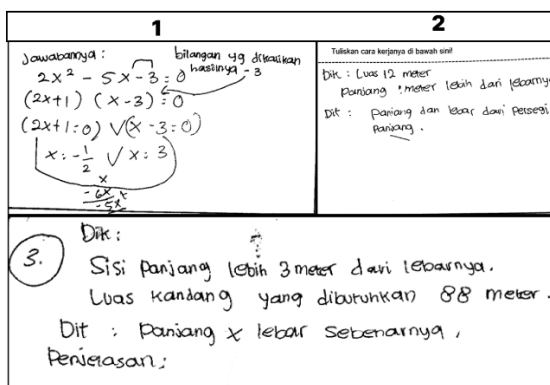 1
2
Jawabannya :
bilangan yg dikalikan
hasilnya -3
2x² - 5x - 3 = 0
(2x+1) (x-3) = 0
(2x+1=0) ∨ (x-3=0)
x = -1/2 ∨ x = 3
x
-6x x
-5x
Tuliskan cara kerjanya di bawah sini!
Dik : Luas 12 meter
Panjang meter lebih dari lebarny
Dit : Panjang dan lebar dari persegi
Panjang .
3.
Dik :
Sisi Panjang lebih 3 meter dari lebarnya.
Luas kandang yang dibutuhkan 88 meter.
Dit : Panjang x lebar sebenarnya ,
Penjelasan :